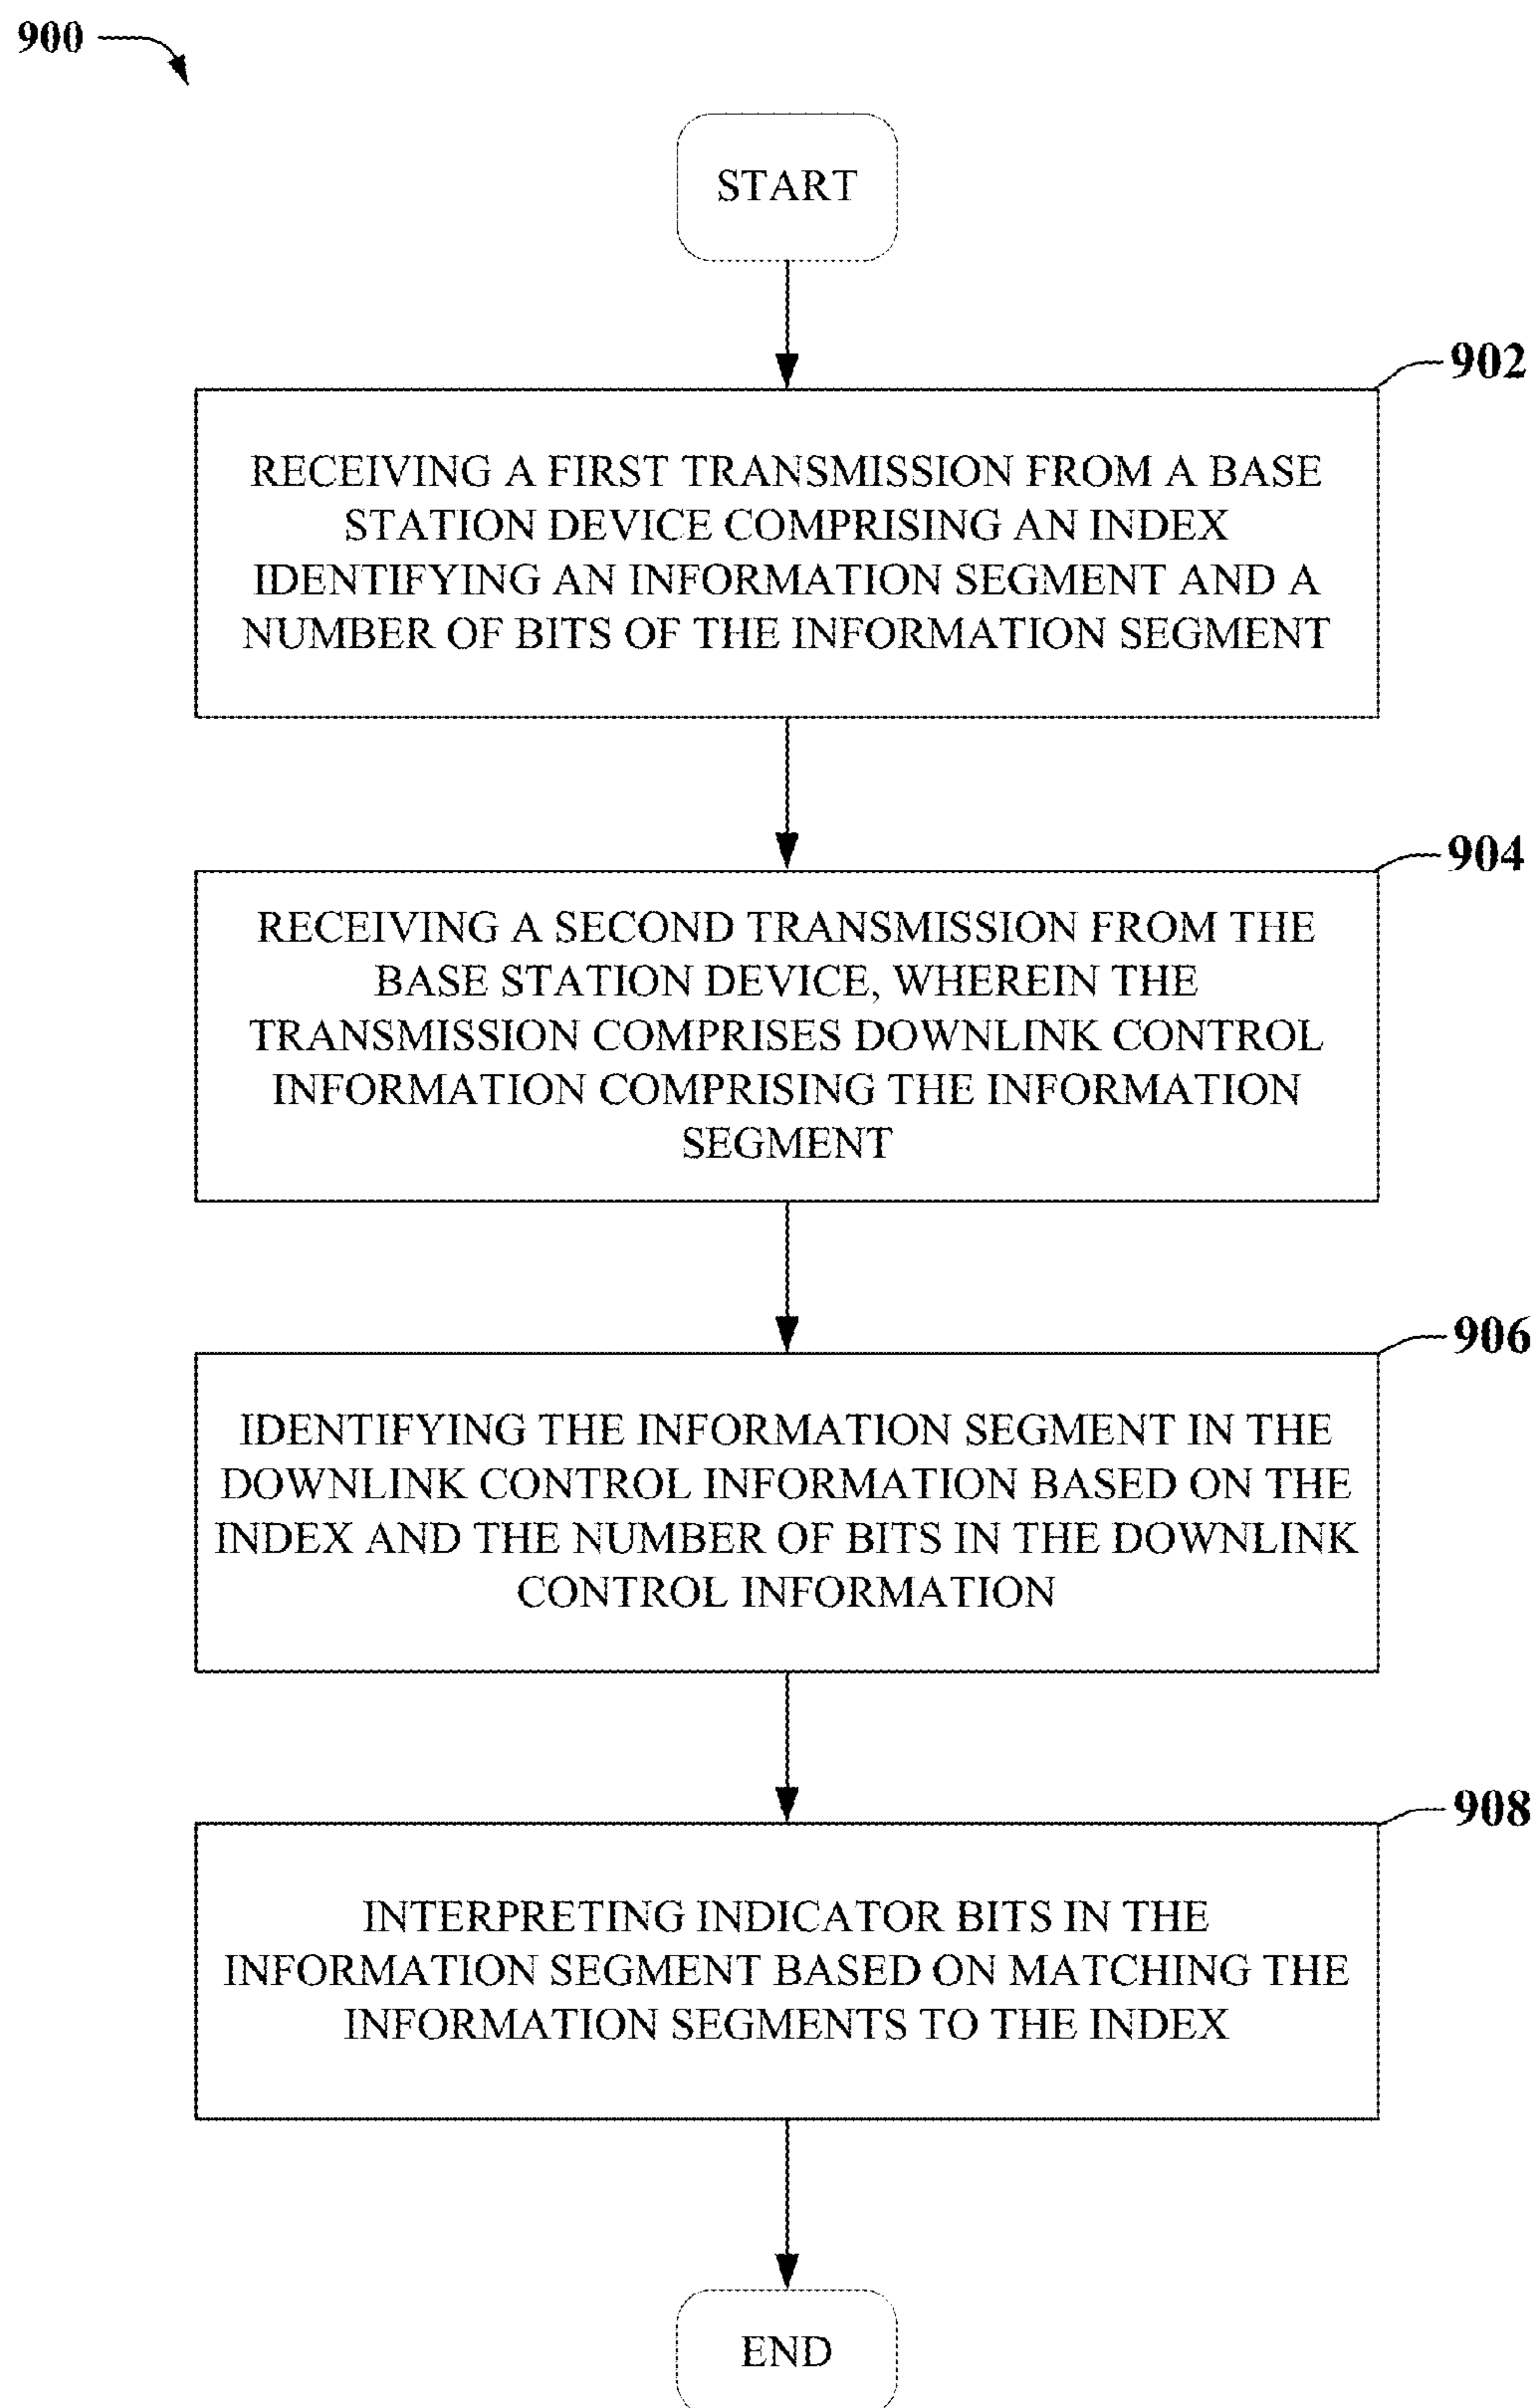 900
START
902
RECEIVING A FIRST TRANSMISSION FROM A BASE
STATION DEVICE COMPRISING AN INDEX
IDENTIFYING AN INFORMATION SEGMENT AND A
NUMBER OF BITS OF THE INFORMATION SEGMENT
904
RECEIVING A SECOND TRANSMISSION FROM THE
BASE STATION DEVICE, WHEREIN THE
TRANSMISSION COMPRISES DOWNLINK CONTROL
INFORMATION COMPRISING THE INFORMATION
SEGMENT
906
IDENTIFYING THE INFORMATION SEGMENT IN THE
DOWNLINK CONTROL INFORMATION BASED ON THE
INDEX AND THE NUMBER OF BITS IN THE DOWNLINK
CONTROL INFORMATION
908
INTERPRETING INDICATOR BITS IN THE
INFORMATION SEGMENT BASED ON MATCHING THE
INFORMATION SEGMENTS TO THE INDEX
END